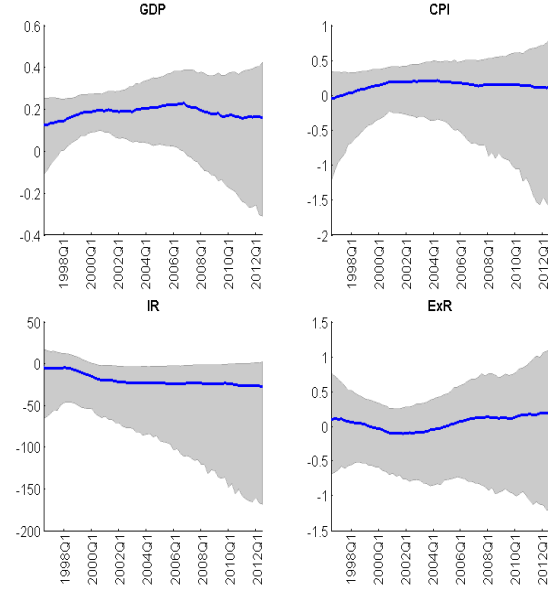 GDP
0.6
0.4
0.2
0
-0.2
-0.4
1998Q1
2000Q1
2002Q1
2004Q1
2006Q1
2008Q1
2010Q1
2012Q1
CPI
1
0.5
0
-0.5
-1
-1.5
-2
1998Q1
2000Q1
2002Q1
2004Q1
2006Q1
2008Q1
2010Q1
2012Q1
IR
50
0
-50
-100
-150
-200
1998Q1
2000Q1
2002Q1
2004Q1
2006Q1
2008Q1
2010Q1
2012Q1
ExR
1.5
1
0.5
0
-0.5
-1
-1.5
1998Q1
2000Q1
2002Q1
2004Q1
2006Q1
2008Q1
2010Q1
2012Q1